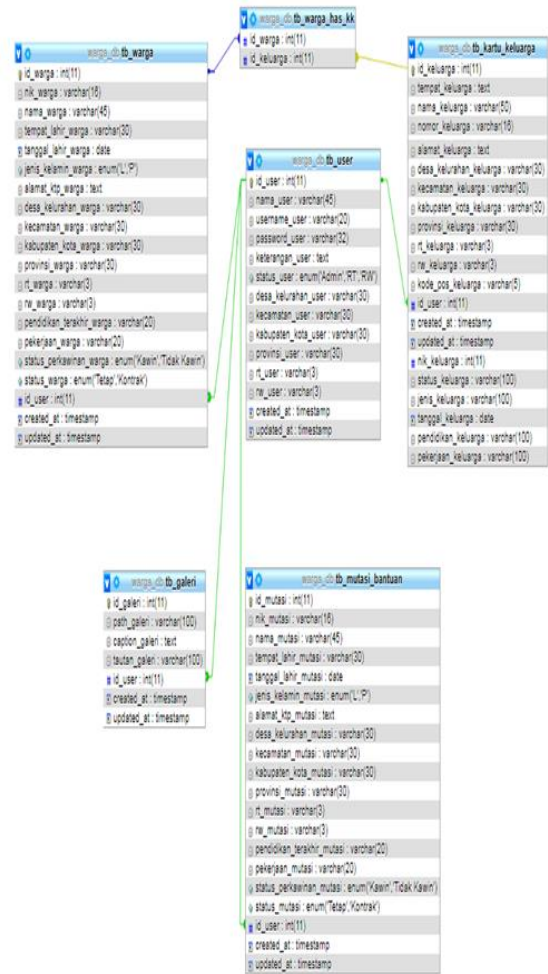 warga_db tb_warga_has_kk
id_warga : int(11)
id_keluarga : int(11)
warga_db tb_warga
id_warga : int(11)
nik_warga : varchar(16)
nama_warga : varchar(45)
tempat_lahir_warga : varchar(30)
tanggal_lahir_warga : date
jenis_kelamin_warga : enum('L','P')
alamat_ktp_warga : text
desa_kelurahan_warga : varchar(30)
kecamatan_warga : varchar(30)
kabupaten_kota_warga : varchar(30)
provinsi_warga : varchar(30)
rt_warga : varchar(3)
rw_warga : varchar(3)
pendidikan_terakhir_warga : varchar(20)
pekerjaan_warga : varchar(20)
status_perkawinan_warga : enum('Kawin','Tidak Kawin')
status_warga : enum('Tetap','Kontrak')
id_user : int(11)
created_at : timestamp
updated_at : timestamp
warga_db tb_user
id_user : int(11)
nama_user : varchar(45)
username_user : varchar(20)
password_user : varchar(32)
keterangan_user : text
status_user : enum('Admin','RT','RW')
desa_kelurahan_user : varchar(30)
kecamatan_user : varchar(30)
kabupaten_kota_user : varchar(30)
provinsi_user : varchar(30)
rt_user : varchar(3)
rw_user : varchar(3)
created_at : timestamp
updated_at : timestamp
warga_db tb_kartu_keluarga
id_keluarga : int(11)
tempat_keluarga : text
nama_keluarga : varchar(50)
nomor_keluarga : varchar(16)
alamat_keluarga : text
desa_kelurahan_keluarga : varchar(30)
kecamatan_keluarga : varchar(30)
kabupaten_kota_keluarga : varchar(30)
provinsi_keluarga : varchar(30)
rt_keluarga : varchar(3)
rw_keluarga : varchar(3)
kode_pos_keluarga : varchar(5)
id_user : int(11)
created_at : timestamp
updated_at : timestamp
nik_keluarga : int(11)
status_keluarga : varchar(100)
jenis_keluarga : varchar(100)
tanggal_keluarga : date
pendidikan_keluarga : varchar(100)
pekerjaan_keluarga : varchar(100)
warga_db tb_galeri
id_galeri : int(11)
path_galeri : varchar(100)
caption_galeri : text
tautan_galeri : varchar(100)
id_user : int(11)
created_at : timestamp
updated_at : timestamp
warga_db tb_mutasi_bantuan
id_mutasi : int(11)
nik_mutasi : varchar(16)
nama_mutasi : varchar(45)
tempat_lahir_mutasi : varchar(30)
tanggal_lahir_mutasi : date
jenis_kelamin_mutasi : enum('L','P')
alamat_ktp_mutasi : text
desa_kelurahan_mutasi : varchar(30)
kecamatan_mutasi : varchar(30)
kabupaten_kota_mutasi : varchar(30)
provinsi_mutasi : varchar(30)
rt_mutasi : varchar(3)
rw_mutasi : varchar(3)
pendidikan_terakhir_mutasi : varchar(20)
pekerjaan_mutasi : varchar(20)
status_perkawinan_mutasi : enum('Kawin','Tidak Kawin')
status_mutasi : enum('Tetap','Kontrak')
id_user : int(11)
created_at : timestamp
updated_at : timestamp